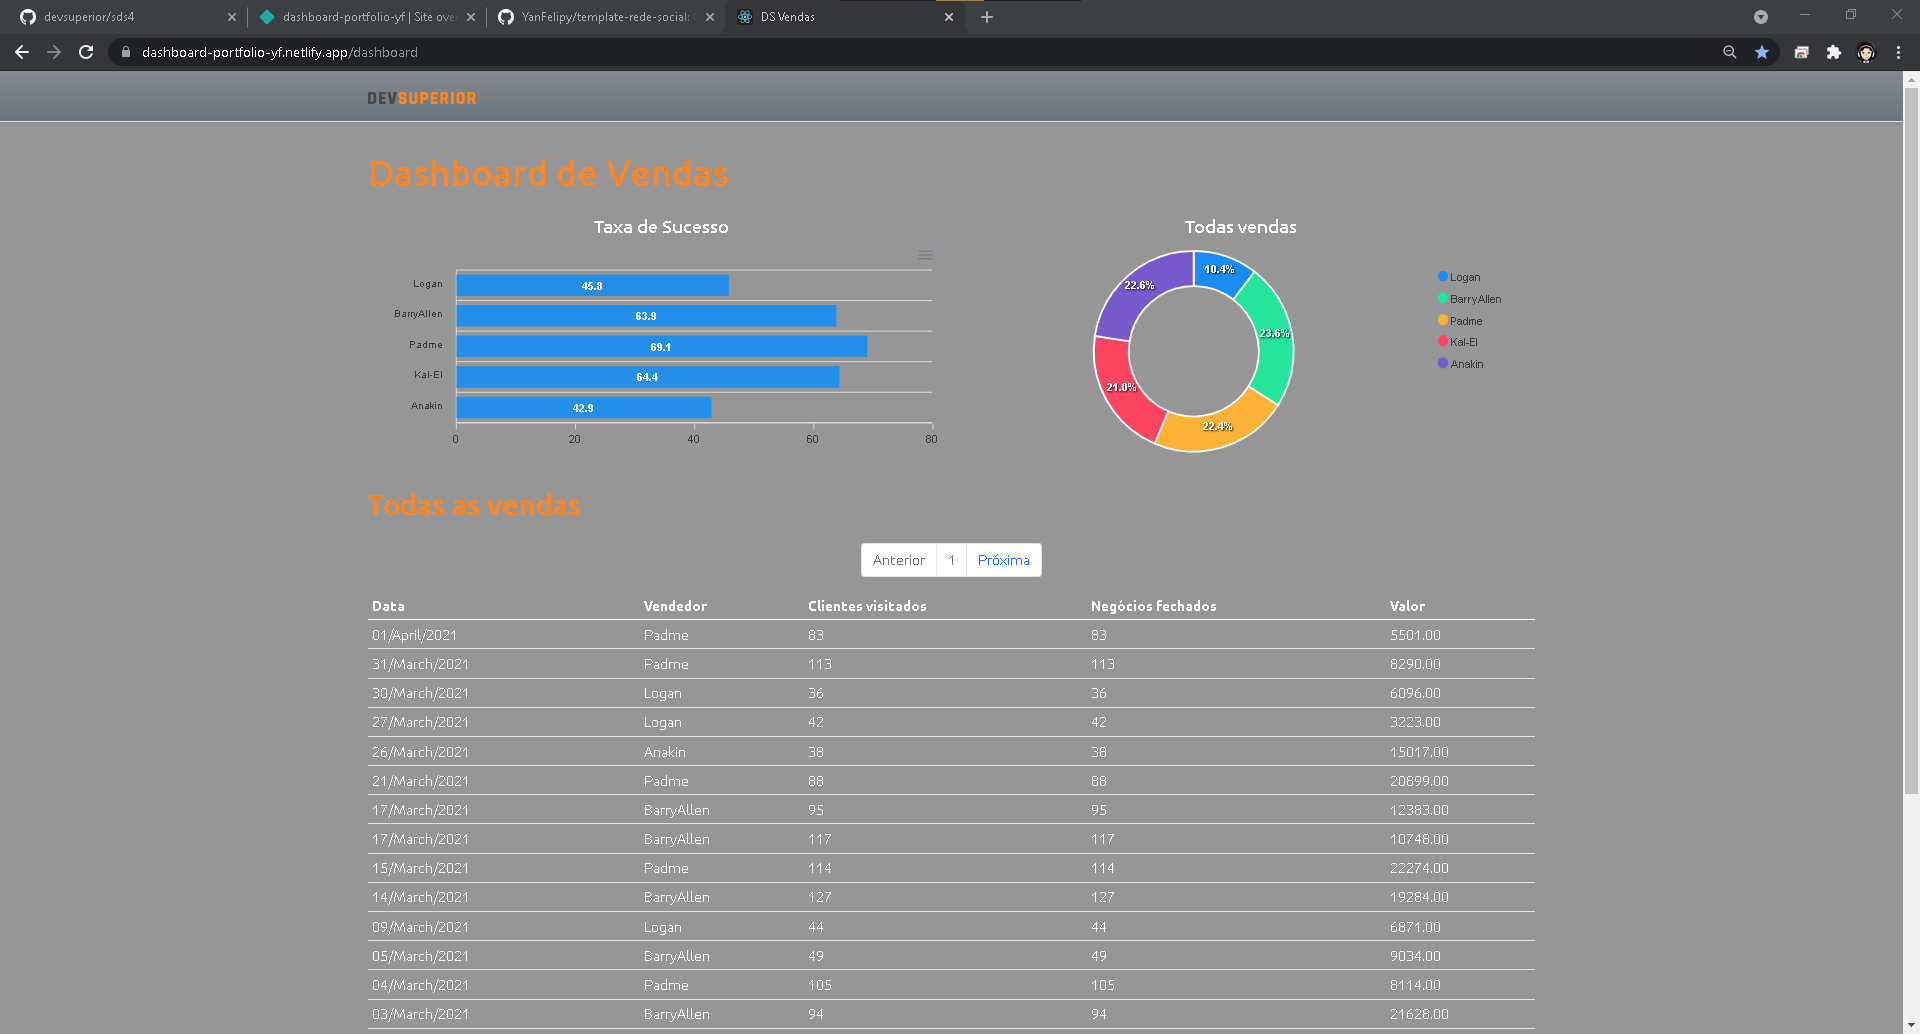 devsuperior/sds4
dashboard-portfolio-yf | Site over
YanFelipy/template-rede-social:
DS Vendas
dashboard-portfolio-yf.netlify.app/dashboard
DEVSUPERIOR
Dashboard de Vendas
Taxa de Sucesso
Todas vendas
Logan 45.8
BarryAllen 63.9
Padme 69.1
Kal-El 64.4
Anakin 42.9
0 20 40 60 80
10.4%
23.6%
22.4%
21.0%
22.6%
Logan
BarryAllen
Padme
Kal-El
Anakin
Todas as vendas
Anterior 1 Próxima
Data Vendedor Clientes visitados Negócios fechados Valor
01/April/2021 Padme 83 83 5501.00
31/March/2021 Padme 113 113 8290.00
30/March/2021 Logan 36 36 6096.00
27/March/2021 Logan 42 42 3223.00
26/March/2021 Anakin 38 38 15017.00
21/March/2021 Padme 88 88 20899.00
17/March/2021 BarryAllen 95 95 12383.00
17/March/2021 BarryAllen 117 117 10748.00
15/March/2021 Padme 114 114 22274.00
14/March/2021 BarryAllen 127 127 19284.00
09/March/2021 Logan 44 44 6871.00
05/March/2021 BarryAllen 49 49 9034.00
04/March/2021 Padme 105 105 8114.00
03/March/2021 BarryAllen 94 94 21628.00